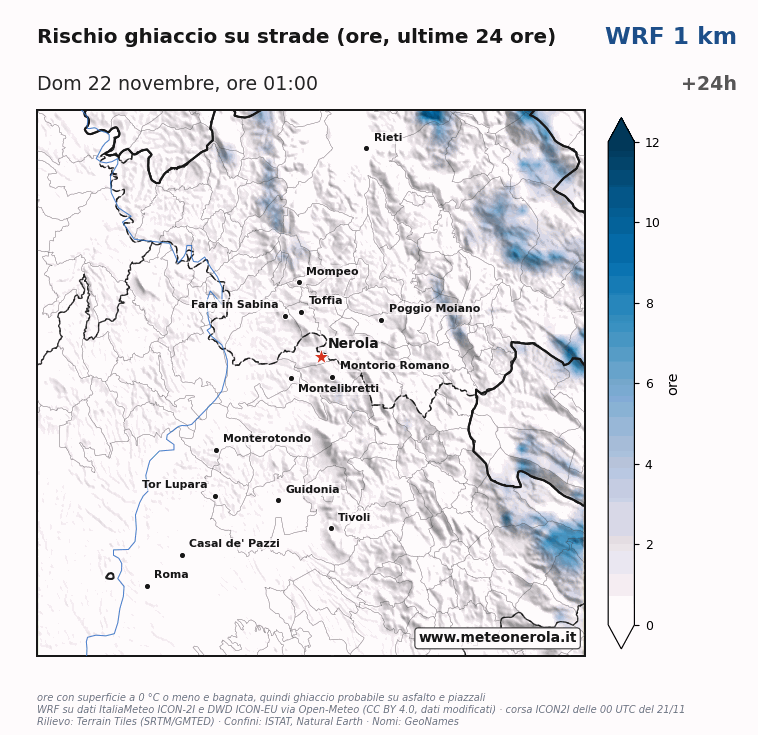 Rischio ghiaccio su strade (ore, ultime 24 ore)
WRF 1 km
Dom 22 novembre, ore 01:00
+24h
Rieti
Mompeo
Toffia
Fara in Sabina
Poggio Moiano
Nerola
Montorio Romano
Montelibretti
Monterotondo
Tor Lupara
Guidonia
Tivoli
Casal de' Pazzi
Roma
www.meteonerola.it
12
10
8
6
4
2
0
ore
ore con superficie a 0 °C o meno e bagnata, quindi ghiaccio probabile su asfalto e piazzali
WRF su dati ItaliaMeteo ICON-2I e DWD ICON-EU via Open-Meteo (CC BY 4.0, dati modificati) · corsa ICON2I delle 00 UTC del 21/11
Rilievo: Terrain Tiles (SRTM/GMTED) · Confini: ISTAT, Natural Earth · Nomi: GeoNames